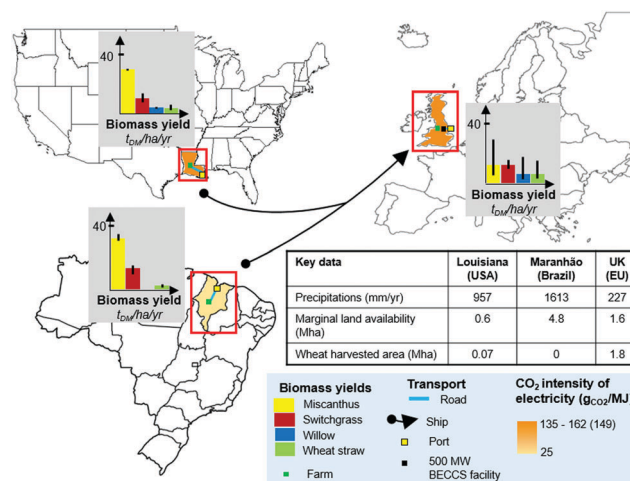 40
Biomass yield
tDM/ha/yr
40
Biomass yield
tDM/ha/yr
40
Biomass yield
tDM/ha/yr
Key data Louisiana (USA) Maranhão (Brazil) UK (EU)
Precipitations (mm/yr) 957 1613 227
Marginal land availability (Mha) 0.6 4.8 1.6
Wheat harvested area (Mha) 0.07 0 1.8
Biomass yields
Miscanthus
Switchgrass
Willow
Wheat straw
Farm
Transport
Road
Ship
Port
500 MW
BECCS facility
CO2 intensity of
electricity (gCO2/MJ)
135 - 162 (149)
25